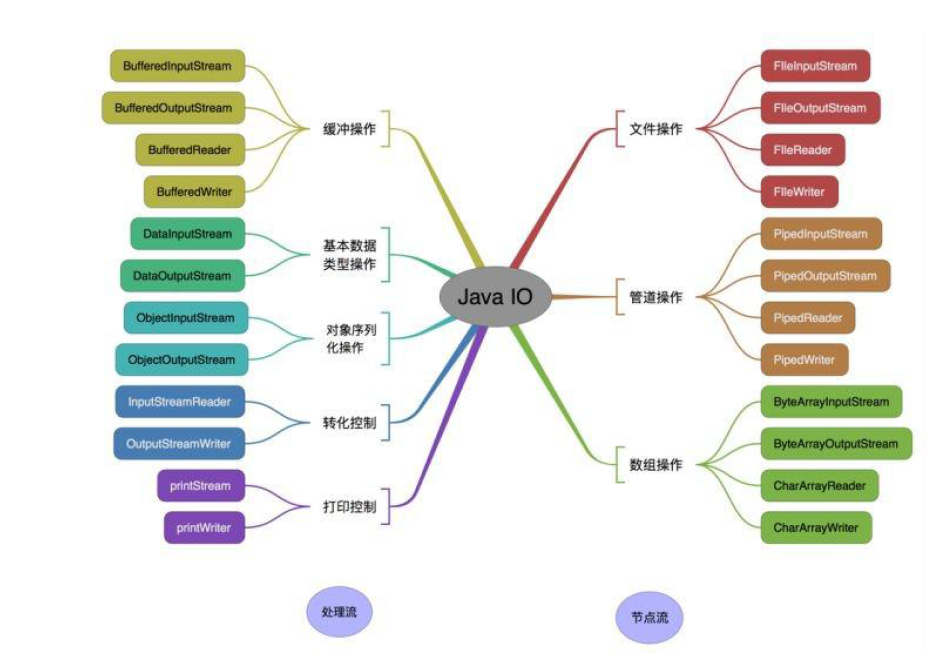 BufferedInputStream
BufferedOutputStream
BufferedReader
BufferedWriter
缓冲操作
DataInputStream
DataOutputStream
基本数据
类型操作
ObjectInputStream
ObjectOutputStream
对象序列
化操作
InputStreamReader
OutputStreamWriter
转化控制
printStream
printWriter
打印控制
Java IO
文件操作
FIleInputStream
FIleOutputStream
FIleReader
FIleWriter
管道操作
PipedInputStream
PipedOutputStream
PipedReader
PipedWriter
数组操作
ByteArrayInputStream
ByteArrayOutputStream
CharArrayReader
CharArrayWriter
处理流
节点流